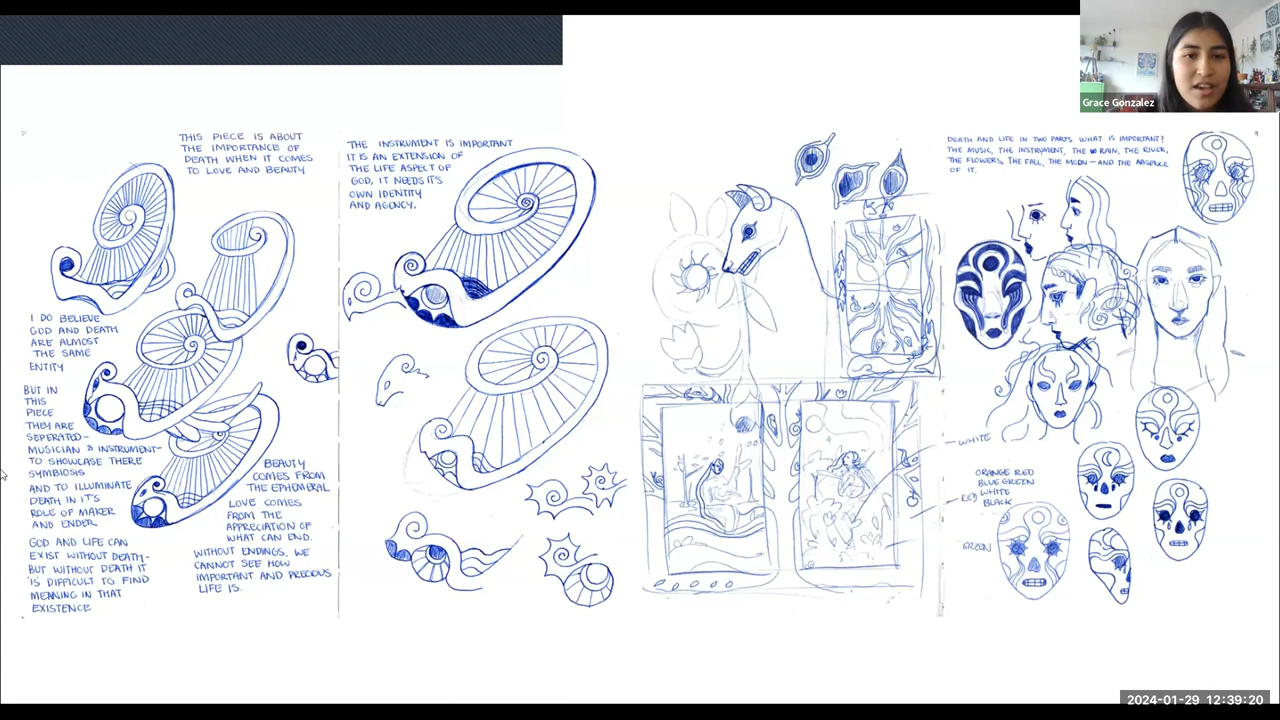 Grace Gonzalez
THIS PIECE IS ABOUT
THE IMPORTANCE OF
DEATH WHEN IT COMES
TO LOVE AND BEAUTY
I DO BELIEVE
GOD AND DEATH
ARE ALMOST
THE SAME
ENTITY
BUT IN
THIS
PIECE
THEY ARE
SEPERATED-
MUSICIAN & INSTRUMENT-
TO SHOWCASE THERE
SYMBIOSIS
AND TO ILLUMINATE
DEATH IN IT'S
ROLE OF MAKER
AND ENDER
GOD AND LIFE CAN
EXIST WITHOUT DEATH-
BUT WITHOUT DEATH IT
IS DIFFICULT TO FIND
MEANING IN THAT
EXISTENCE
BEAUTY
COMES FROM
THE EPHEMERAL
LOVE COMES
FROM THE
APPRECIATION OF
WHAT CAN END.
WITHOUT ENDINGS, WE
CANNOT SEE HOW
IMPORTANT AND PRECIOUS
LIFE IS.
THE INSTRUMENT IS IMPORTANT
IT IS AN EXTENSION OF
THE LIFE ASPECT OF
GOD, IT NEEDS IT'S
OWN IDENTITY
AND AGENCY.
DEATH AND LIFE IN TWO PARTS. WHAT IS IMPORTANT?
THE MUSIC, THE INSTRUMENT, THE RAIN, THE RIVER,
THE FLOWERS, THE FALL, THE MOON - AND THE ABSENCE
OF IT.
WHITE
ORANGE RED
BLUE GREEN
RED WHITE
BLACK
GREEN
2024-01-29 12:39:20